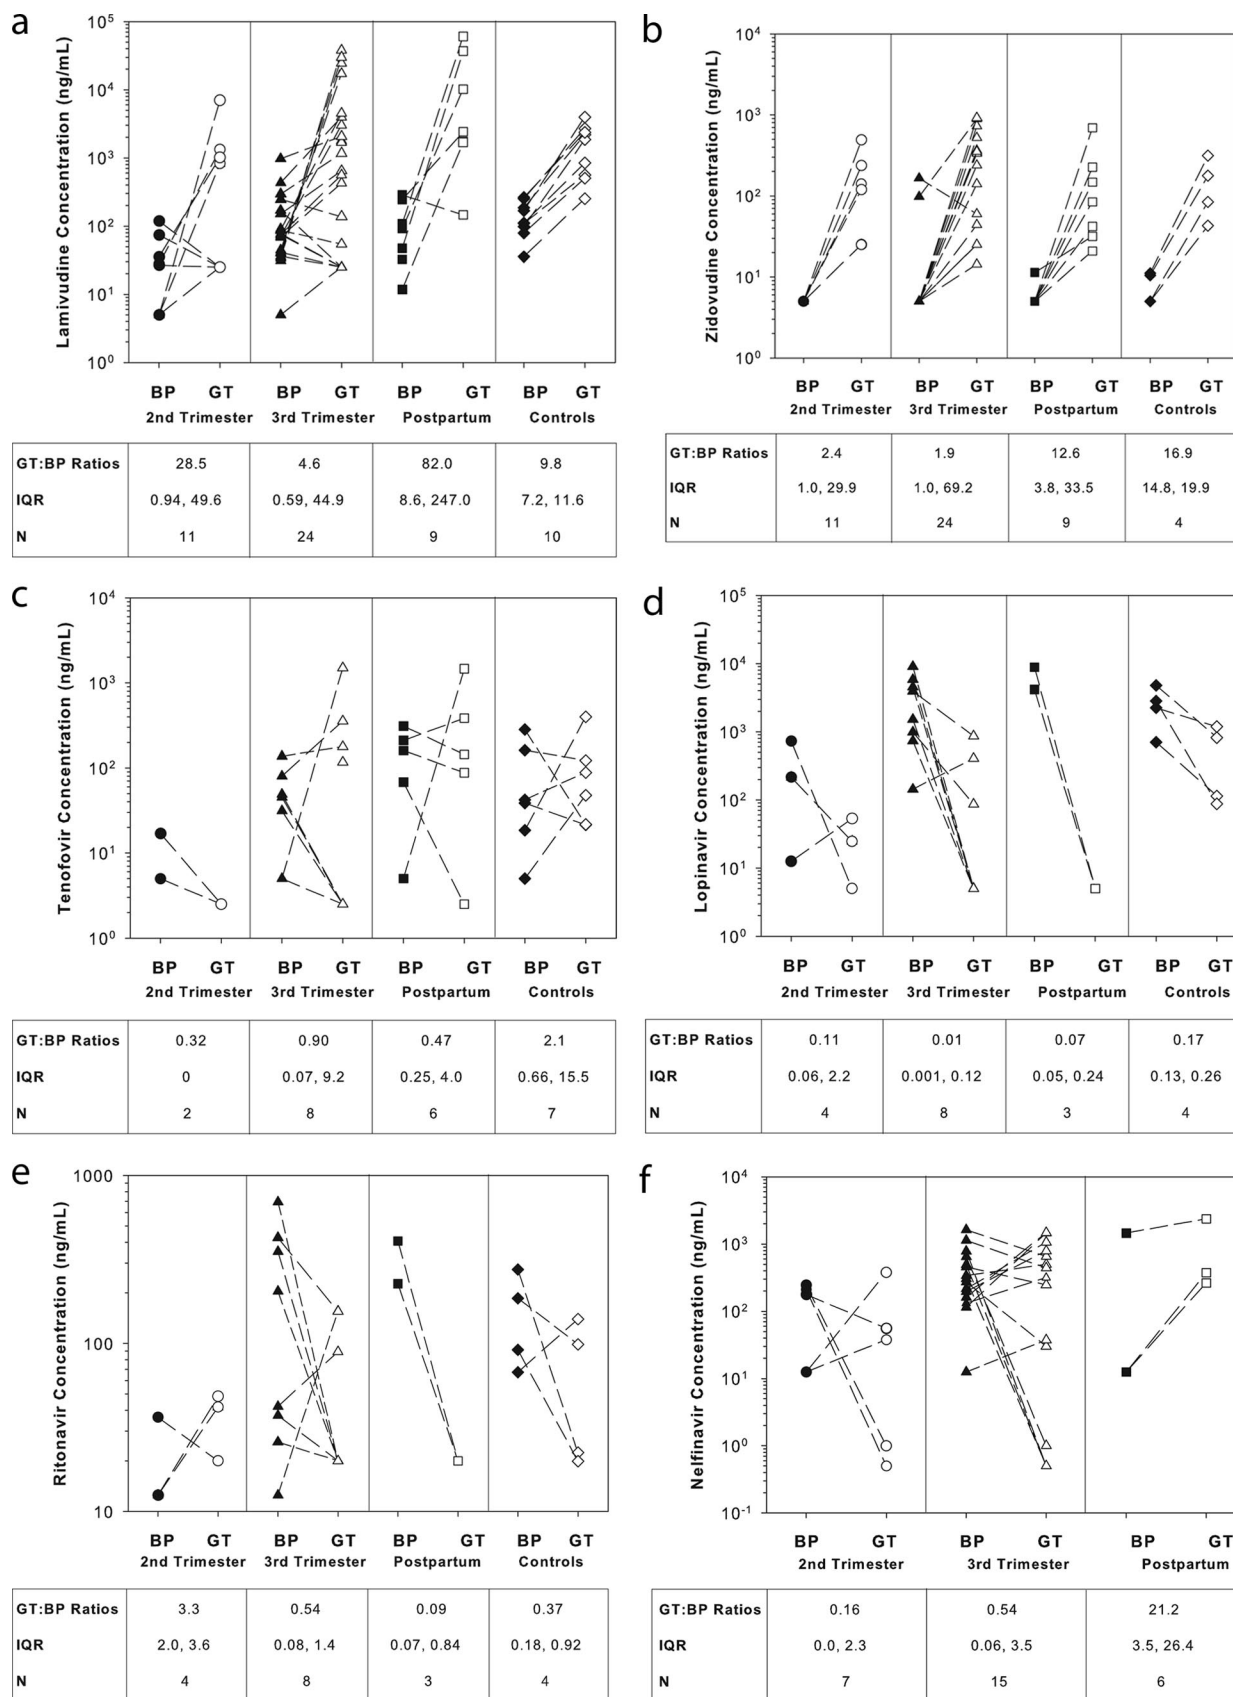 a
Lamivudine Concentration (ng/mL)
10^5
10^4
10^3
10^2
10^1
10^0
BP GT BP GT BP GT BP GT
2nd Trimester 3rd Trimester Postpartum Controls
GT:BP Ratios 28.5 4.6 82.0 9.8
IQR 0.94, 49.6 0.59, 44.9 8.6, 247.0 7.2, 11.6
N 11 24 9 10
b
Zidovudine Concentration (ng/mL)
10^4
10^3
10^2
10^1
10^0
BP GT BP GT BP GT BP GT
2nd Trimester 3rd Trimester Postpartum Controls
GT:BP Ratios 2.4 1.9 12.6 16.9
IQR 1.0, 29.9 1.0, 69.2 3.8, 33.5 14.8, 19.9
N 11 24 9 4
c
Tenofovir Concentration (ng/mL)
10^4
10^3
10^2
10^1
10^0
BP GT BP GT BP GT BP GT
2nd Trimester 3rd Trimester Postpartum Controls
GT:BP Ratios 0.32 0.90 0.47 2.1
IQR 0 0.07, 9.2 0.25, 4.0 0.66, 15.5
N 2 8 6 7
d
Lopinavir Concentration (ng/mL)
10^5
10^4
10^3
10^2
10^1
10^0
BP GT BP GT BP GT BP GT
2nd Trimester 3rd Trimester Postpartum Controls
GT:BP Ratios 0.11 0.01 0.07 0.17
IQR 0.06, 2.2 0.001, 0.12 0.05, 0.24 0.13, 0.26
N 4 8 3 4
e
Ritonavir Concentration (ng/mL)
1000
100
10
BP GT BP GT BP GT BP GT
2nd Trimester 3rd Trimester Postpartum Controls
GT:BP Ratios 3.3 0.54 0.09 0.37
IQR 2.0, 3.6 0.08, 1.4 0.07, 0.84 0.18, 0.92
N 4 8 3 4
f
Nelfinavir Concentration (ng/mL)
10^4
10^3
10^2
10^1
10^0
10^-1
BP GT BP GT BP GT
2nd Trimester 3rd Trimester Postpartum
GT:BP Ratios 0.16 0.54 21.2
IQR 0.0, 2.3 0.06, 3.5 3.5, 26.4
N 7 15 6